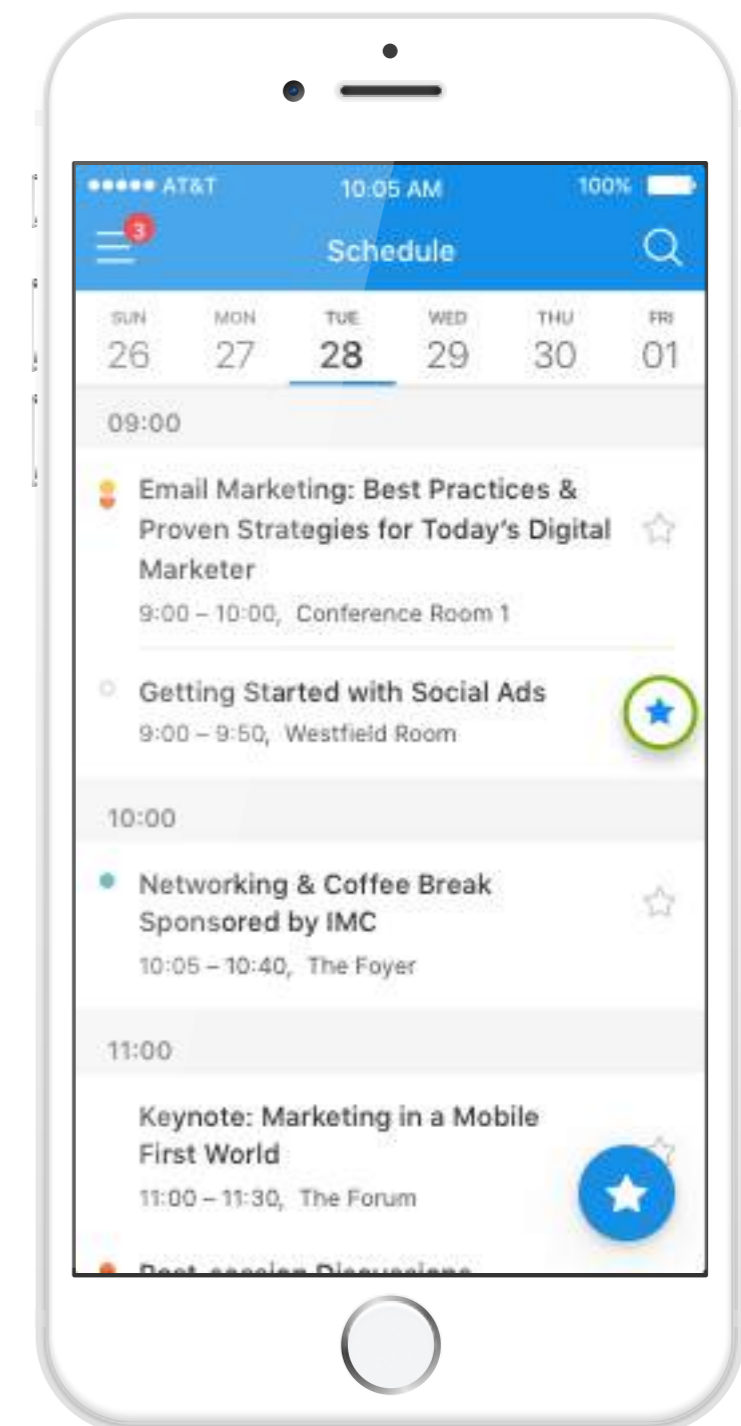 AT&T 10:05 AM 100%
3
Schedule
SUN MON TUE WED THU FRI
26 27 28 29 30 01
09:00
Email Marketing: Best Practices &
Proven Strategies for Today's Digital
Marketer
9:00 – 10:00, Conference Room 1
Getting Started with Social Ads
9:00 – 9:50, Westfield Room
10:00
Networking & Coffee Break
Sponsored by IMC
10:05 – 10:40, The Foyer
11:00
Keynote: Marketing in a Mobile
First World
11:00 – 11:30, The Forum